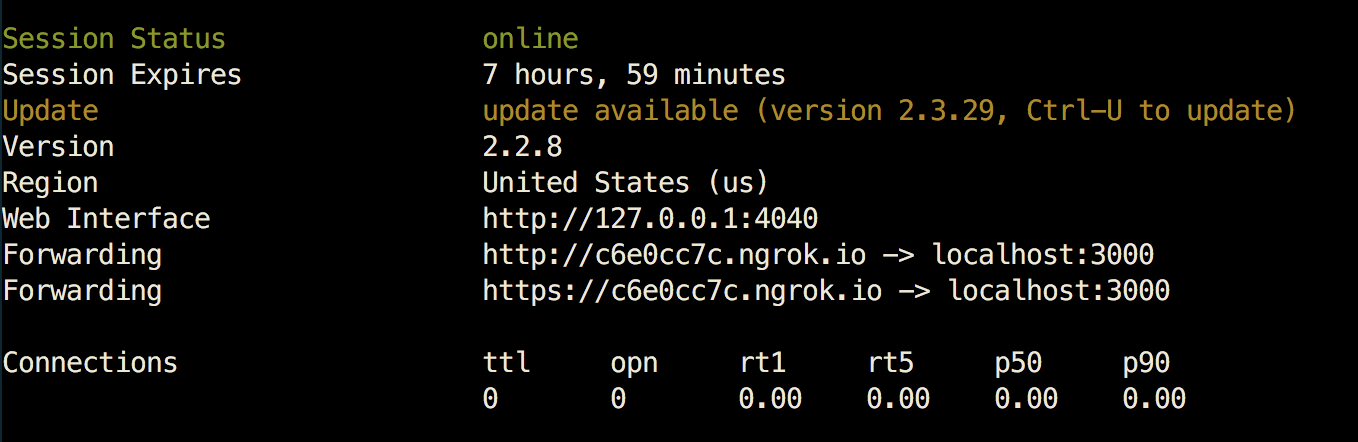 Session Status online
Session Expires 7 hours, 59 minutes
Update update available (version 2.3.29, Ctrl-U to update)
Version 2.2.8
Region United States (us)
Web Interface http://127.0.0.1:4040
Forwarding http://c6e0cc7c.ngrok.io -> localhost:3000
Forwarding https://c6e0cc7c.ngrok.io -> localhost:3000
Connections ttl opn rt1 rt5 p50 p90
0 0 0.00 0.00 0.00 0.00